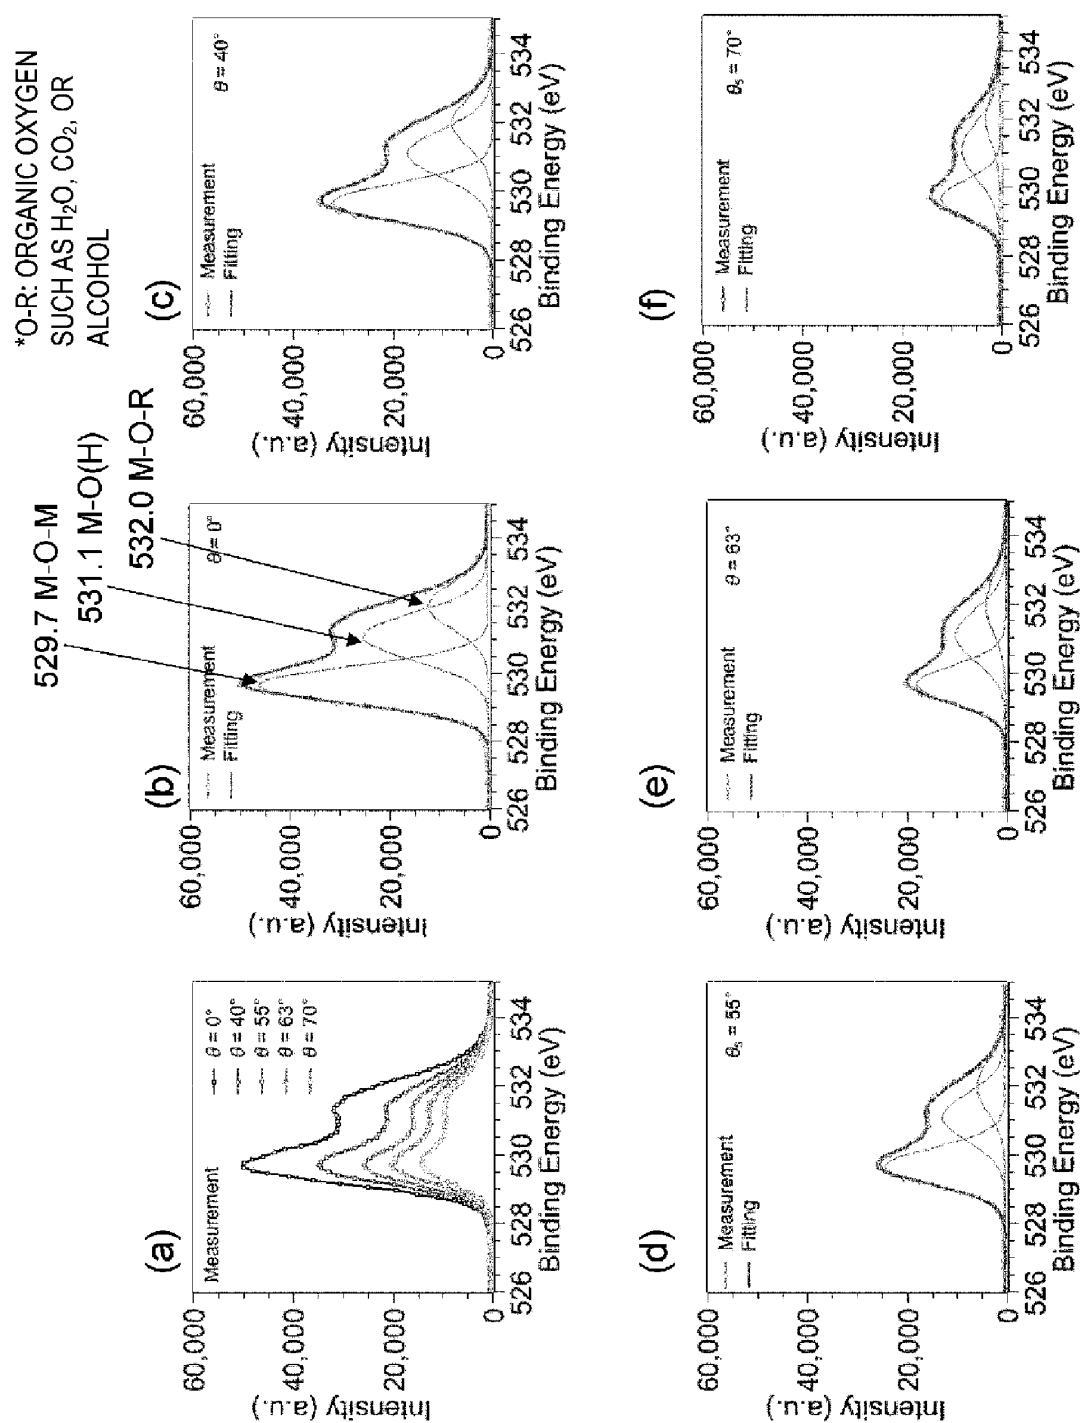 *O-R: ORGANIC OXYGEN
SUCH AS H₂O, CO₂, OR
ALCOHOL
529.7 M-O-M
531.1 M-O(H)
532.0 M-O-R
(a)
Measurement
θ = 0°
θ = 40°
θ = 55°
θ = 63°
θ = 70°
60,000
40,000
20,000
0
Intensity (a.u.)
526 528 530 532 534
Binding Energy (eV)
(b)
Measurement
Fitting
θ = 0°
60,000
40,000
20,000
0
Intensity (a.u.)
526 528 530 532 534
Binding Energy (eV)
(c)
Measurement
Fitting
θ = 40°
60,000
40,000
20,000
0
Intensity (a.u.)
526 528 530 532 534
Binding Energy (eV)
(d)
Measurement
Fitting
θₛ = 55°
60,000
40,000
20,000
0
Intensity (a.u.)
526 528 530 532 534
Binding Energy (eV)
(e)
Measurement
Fitting
θ = 63°
60,000
40,000
20,000
0
Intensity (a.u.)
526 528 530 532 534
Binding Energy (eV)
(f)
Measurement
Fitting
θₛ = 70°
60,000
40,000
20,000
0
Intensity (a.u.)
526 528 530 532 534
Binding Energy (eV)